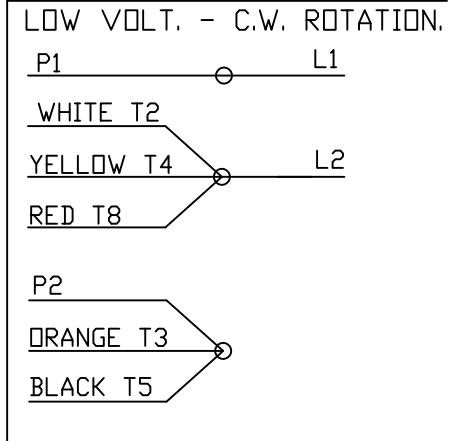 LOW VOLT. - C.W. ROTATION.
P1 L1
WHITE T2
YELLOW T4 L2
RED T8
P2
ORANGE T3
BLACK T5